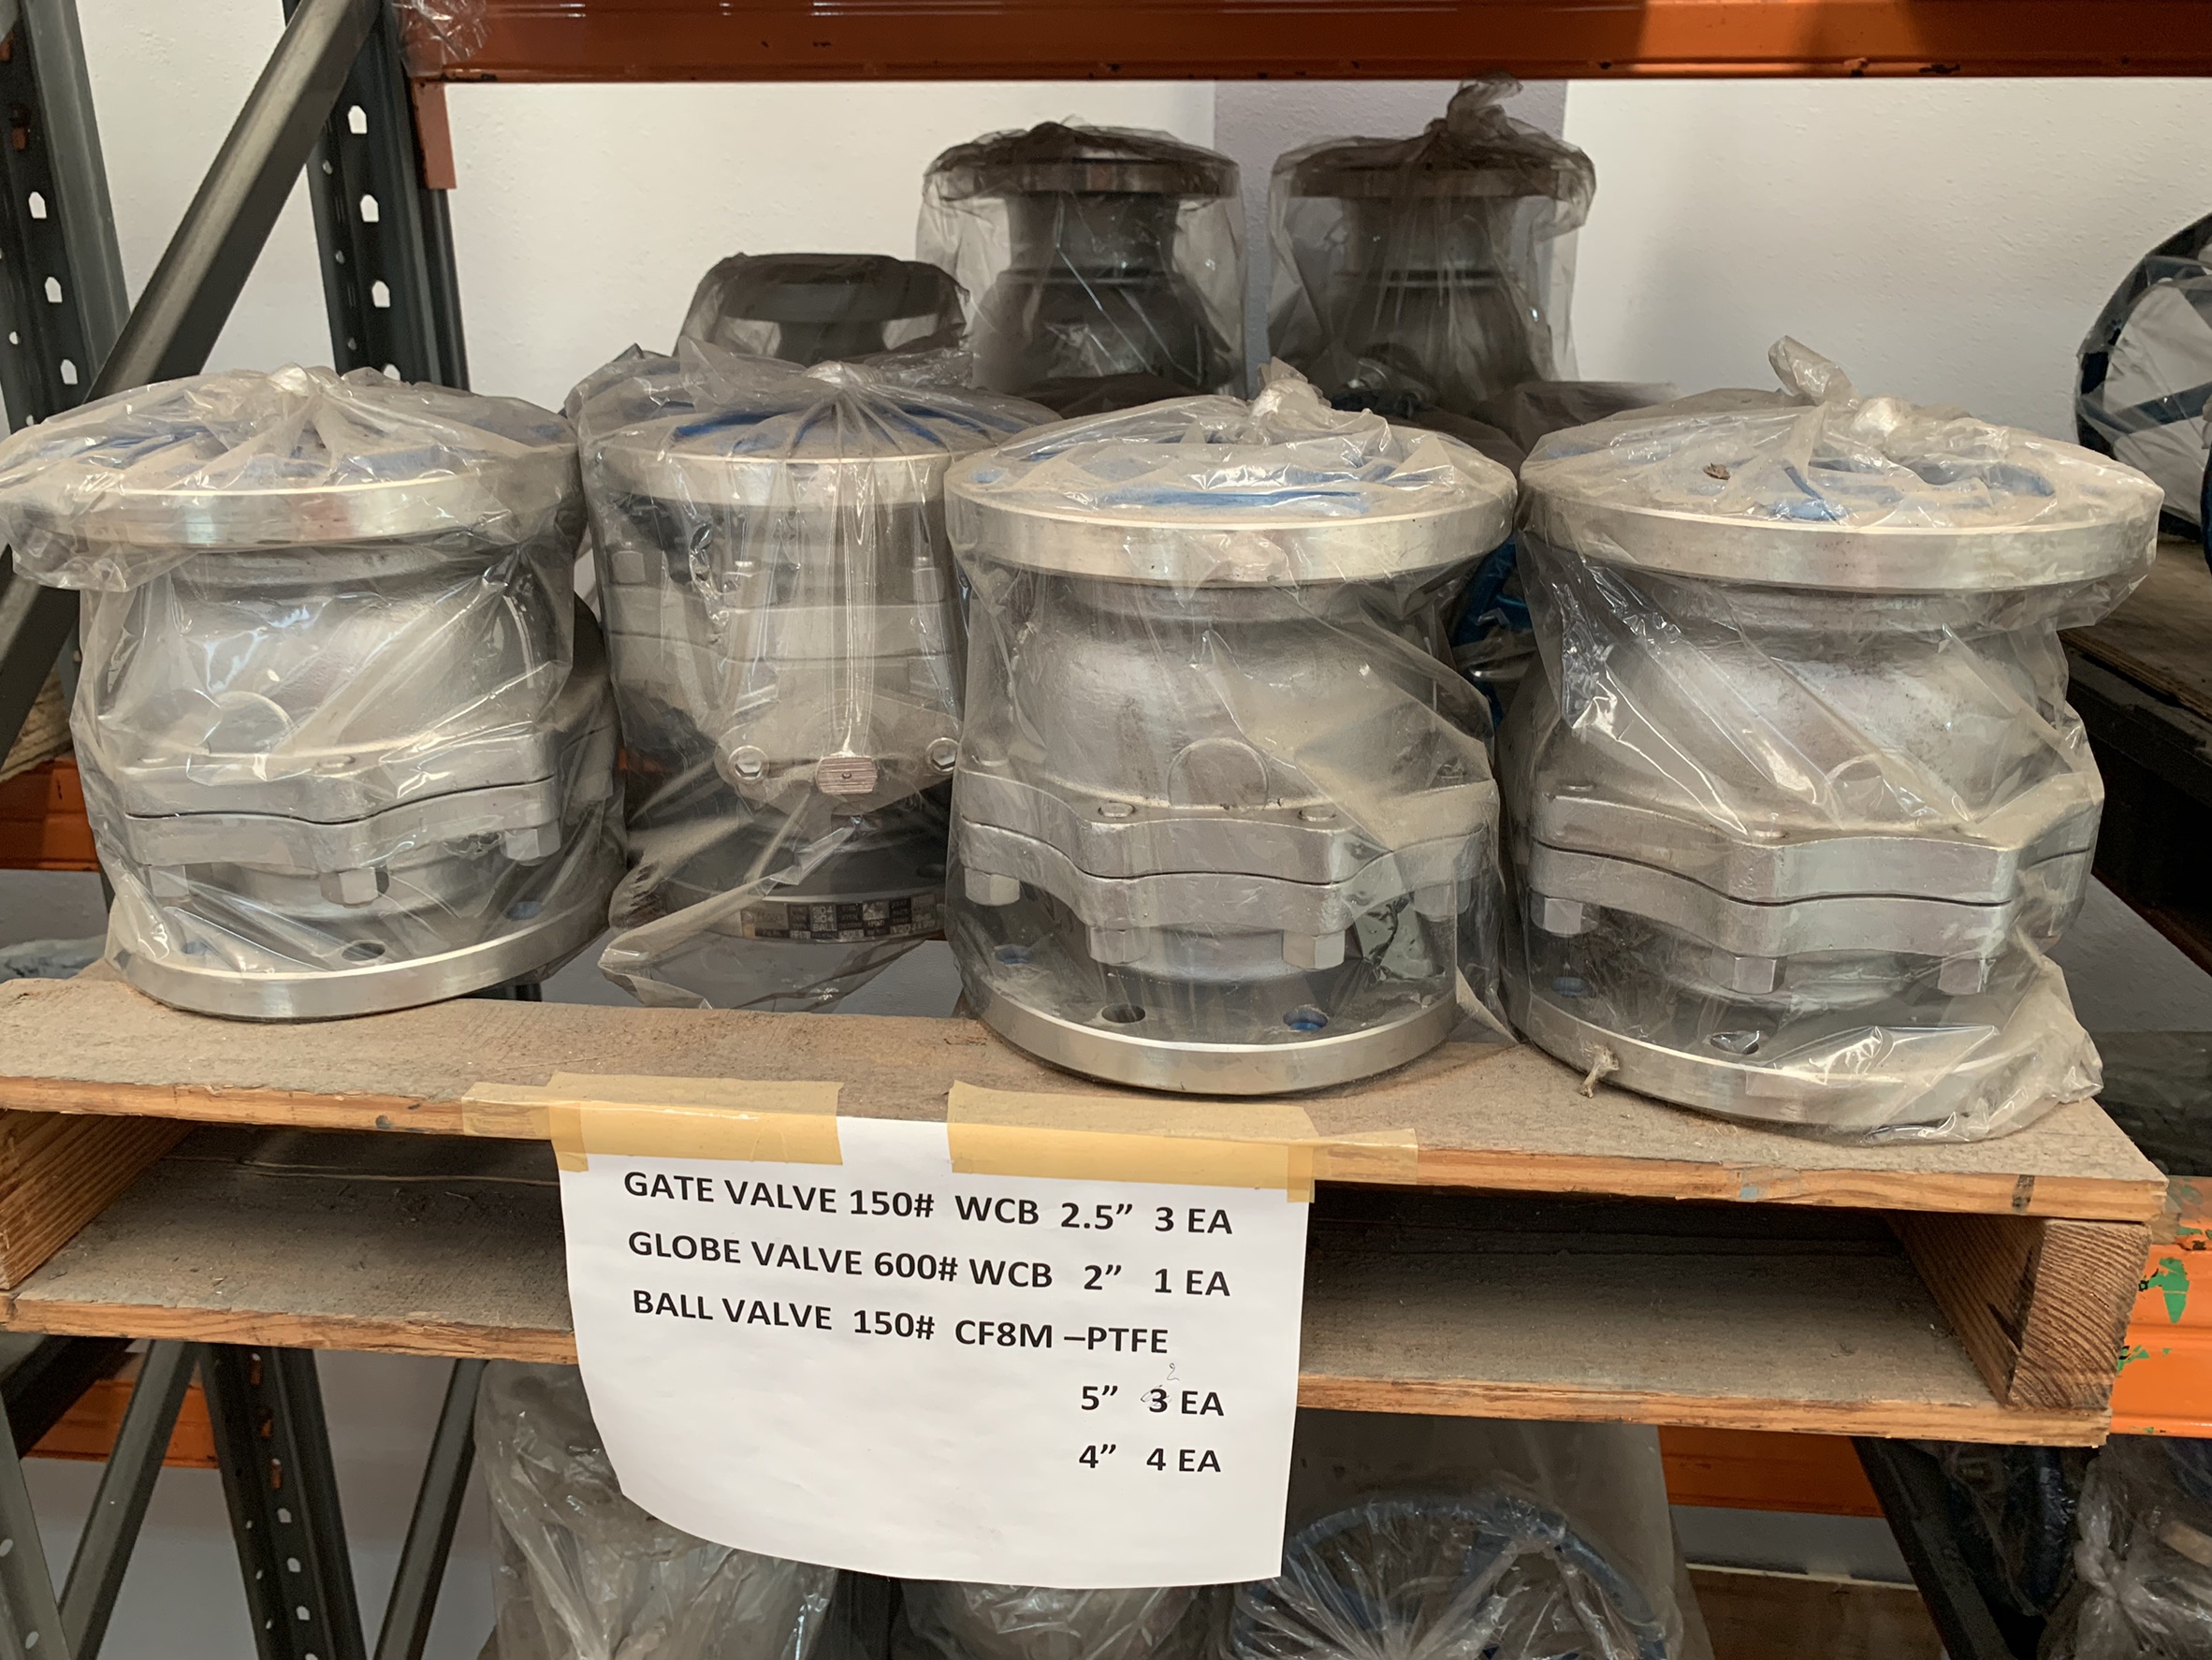 GATE VALVE 150# WCB 2.5” 3 EA
GLOBE VALVE 600# WCB 2” 1 EA
BALL VALVE 150# CF8M –PTFE
2
5” 3 EA
4” 4 EA